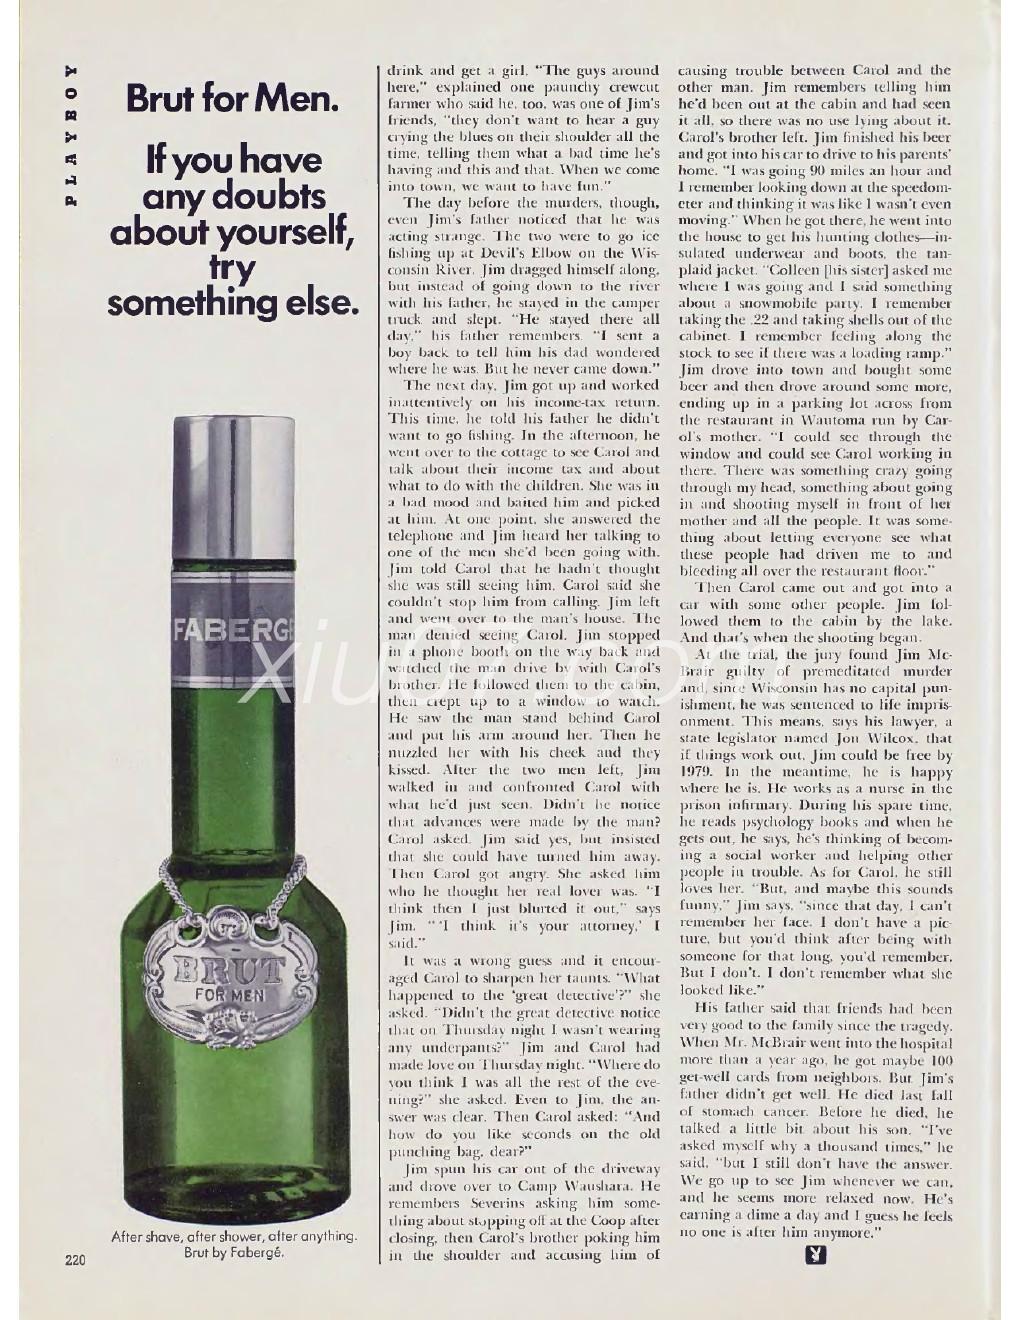 PLAYBOY
Brut for Men.
If you have
any doubts
about yourself,
try
something else.
FABERGÉ
BRUT
FOR MEN
After shave, after shower, after anything.
Brut by Fabergé.
220
drink and get a girl. “The guys around
here,” explained one paunchy crewcut
farmer who said he, too, was one of Jim's
friends, “they don't want to hear a guy
crying the blues on their shoulder all the
time, telling them what a bad time he's
having and this and that. When we come
into town, we want to have fun.”
The day before the murders, though,
even Jim's father noticed that he was
acting strange. The two were to go ice
fishing up at Devil's Elbow on the Wis-
consin River. Jim dragged himself along,
but instead of going down to the river
with his father, he stayed in the camper
truck and slept. “He stayed there all
day,” his father remembers. “I sent a
boy back to tell him his dad wondered
where he was. But he never came down.”
The next day, Jim got up and worked
inattentively on his income-tax return.
This time, he told his father he didn't
want to go fishing. In the afternoon, he
went over to the cottage to see Carol and
talk about their income tax and about
what to do with the children. She was in
a bad mood and baited him and picked
at him. At one point, she answered the
telephone and Jim heard her talking to
one of the men she'd been going with.
Jim told Carol that he hadn't thought
she was still seeing him. Carol said she
couldn't stop him from calling. Jim left
and went over to the man's house. The
man denied seeing Carol. Jim stopped
in a phone booth on the way back and
watched the man drive by with Carol's
brother. He followed them to the cabin,
then crept up to a window to watch.
He saw the man stand behind Carol
and put his arm around her. Then he
nuzzled her with his cheek and they
kissed. After the two men left, Jim
walked in and confronted Carol with
what he'd just seen. Didn't he notice
that advances were made by the man?
Carol asked. Jim said yes, but insisted
that she could have turned him away.
Then Carol got angry. She asked him
who he thought her real lover was. “I
think then I just blurted it out,” says
Jim. “ ‘I think it's your attorney,’ I
said.”
It was a wrong guess and it encour-
aged Carol to sharpen her taunts. “What
happened to the ‘great detective’?” she
asked. “Didn't the great detective notice
that on Thursday night I wasn't wearing
any underpants?” Jim and Carol had
made love on Thursday night. “Where do
you think I was all the rest of the eve-
ning?” she asked. Even to Jim, the an-
swer was clear. Then Carol asked: “And
how do you like seconds on the old
punching bag, dear?”
Jim spun his car out of the driveway
and drove over to Camp Waushara. He
remembers Severins asking him some-
thing about stopping off at the Coop after
closing, then Carol's brother poking him
in the shoulder and accusing him of
causing trouble between Carol and the
other man. Jim remembers telling him
he'd been out at the cabin and had seen
it all, so there was no use lying about it.
Carol's brother left. Jim finished his beer
and got into his car to drive to his parents'
home. “I was going 90 miles an hour and
I remember looking down at the speedom-
eter and thinking it was like I wasn't even
moving.” When he got there, he went into
the house to get his hunting clothes—in-
sulated underwear and boots, the tan-
plaid jacket. “Colleen [his sister] asked me
where I was going and I said something
about a snowmobile party. I remember
taking the .22 and taking shells out of the
cabinet. I remember feeling along the
stock to see if there was a loading ramp.”
Jim drove into town and bought some
beer and then drove around some more,
ending up in a parking lot across from
the restaurant in Wautoma run by Car-
ol's mother. “I could see through the
window and could see Carol working in
there. There was something crazy going
through my head, something about going
in and shooting myself in front of her
mother and all the people. It was some-
thing about letting everyone see what
these people had driven me to and
bleeding all over the restaurant floor.”
Then Carol came out and got into a
car with some other people. Jim fol-
lowed them to the cabin by the lake.
And that's when the shooting began.
At the trial, the jury found Jim Mc-
Brair guilty of premeditated murder
and, since Wisconsin has no capital pun-
ishment, he was sentenced to life impris-
onment. This means, says his lawyer, a
state legislator named Jon Wilcox, that
if things work out, Jim could be free by
1979. In the meantime, he is happy
where he is. He works as a nurse in the
prison infirmary. During his spare time,
he reads psychology books and when he
gets out, he says, he's thinking of becom-
ing a social worker and helping other
people in trouble. As for Carol, he still
loves her. “But, and maybe this sounds
funny,” Jim says, “since that day, I can't
remember her face. I don't have a pic-
ture, but you'd think after being with
someone for that long, you'd remember.
But I don't. I don't remember what she
looked like.”
His father said that friends had been
very good to the family since the tragedy.
When Mr. McBrair went into the hospital
more than a year ago, he got maybe 100
get-well cards from neighbors. But Jim's
father didn't get well. He died last fall
of stomach cancer. Before he died, he
talked a little bit about his son. “I've
asked myself why a thousand times,” he
said, “but I still don't have the answer.
We go up to see Jim whenever we can,
and he seems more relaxed now. He's
earning a dime a day and I guess he feels
no one is after him anymore.”